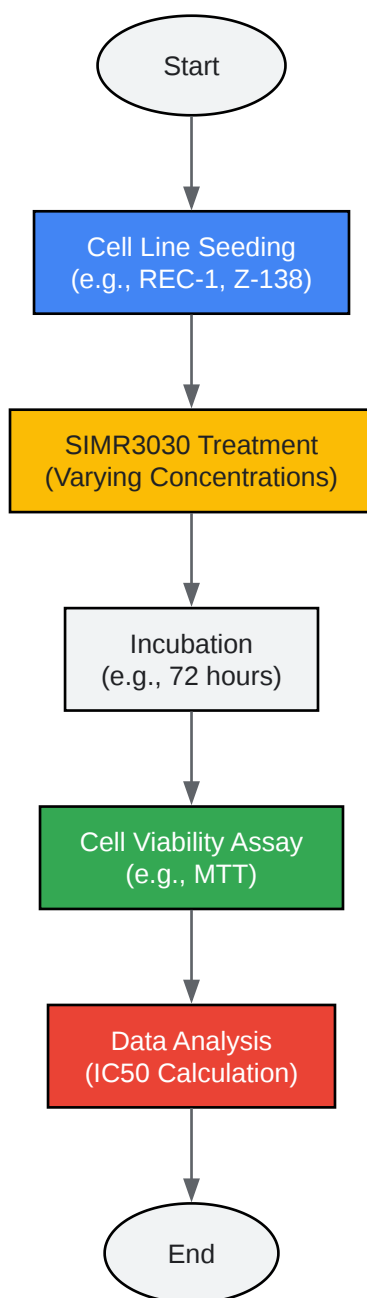 Start
Cell Line Seeding
(e.g., REC-1, Z-138)
SIMR3030 Treatment
(Varying Concentrations)
Incubation
(e.g., 72 hours)
Cell Viability Assay
(e.g., MTT)
Data Analysis
(IC50 Calculation)
End